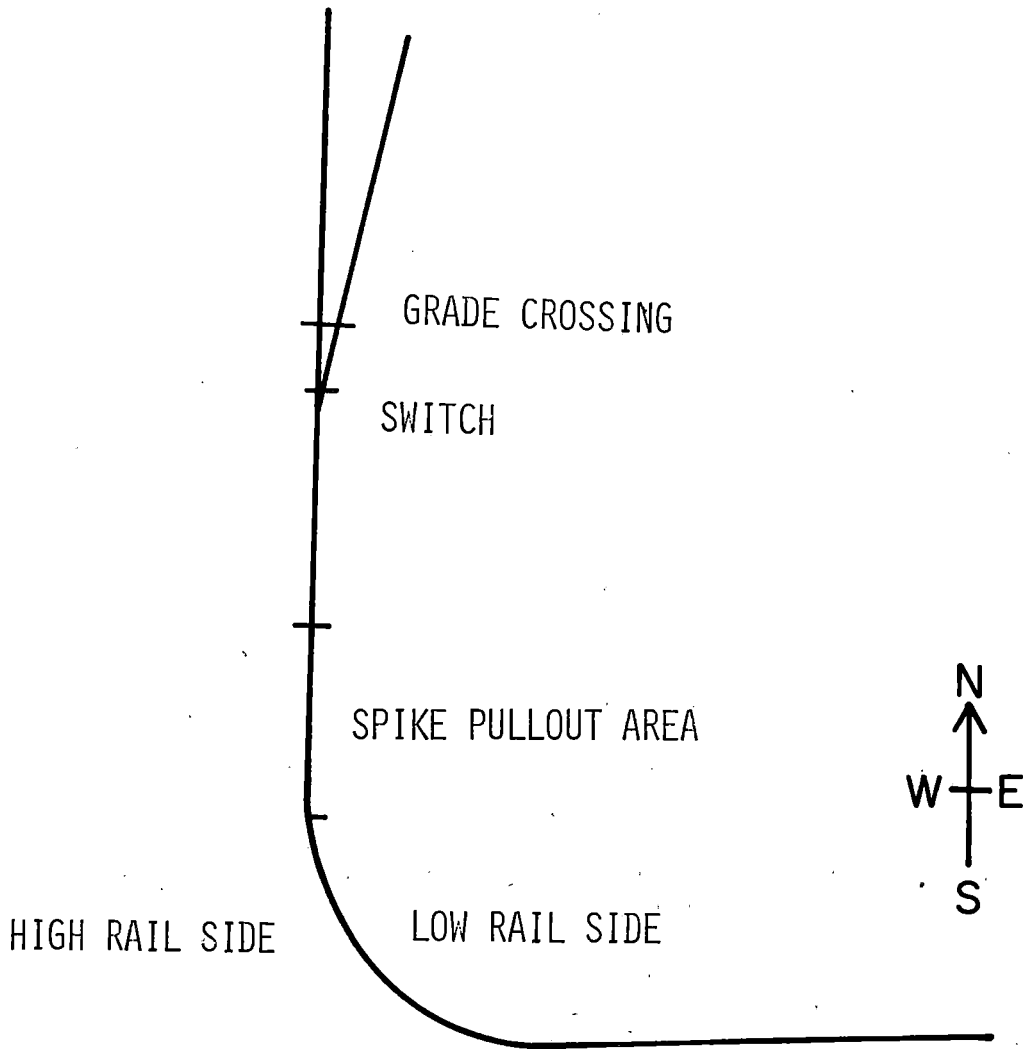 GRADE CROSSING
SWITCH
SPIKE PULLOUT AREA
N
W E
S
HIGH RAIL SIDE
LOW RAIL SIDE